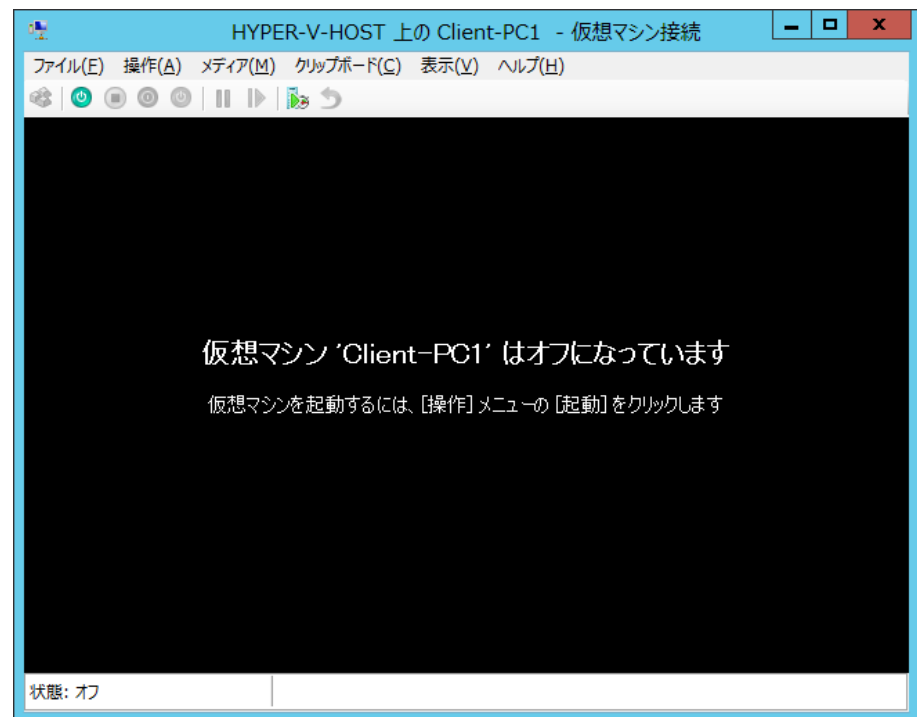 HYPER-V-HOST 上の Client-PC1 - 仮想マシン接続
ファイル(F) 操作(A) メディア(M) クリップボード(C) 表示(V) ヘルプ(H)
仮想マシン 'Client-PC1' はオフになっています
仮想マシンを起動するには、[操作] メニューの [起動] をクリックします
状態: オフ